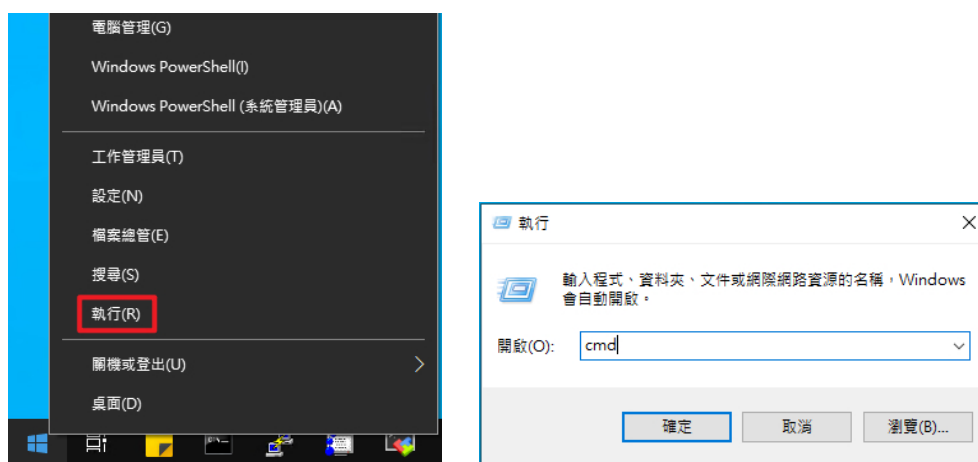 電腦管理(G)
Windows PowerShell(I)
Windows PowerShell (系統管理員)(A)
工作管理員(T)
設定(N)
檔案總管(E)
搜尋(S)
執行(R)
關機或登出(U)
桌面(D)
執行
輸入程式、資料夾、文件或網際網路資源的名稱，Windows
會自動開啟。
開啟(O):
cmd
確定
取消
瀏覽(B)...